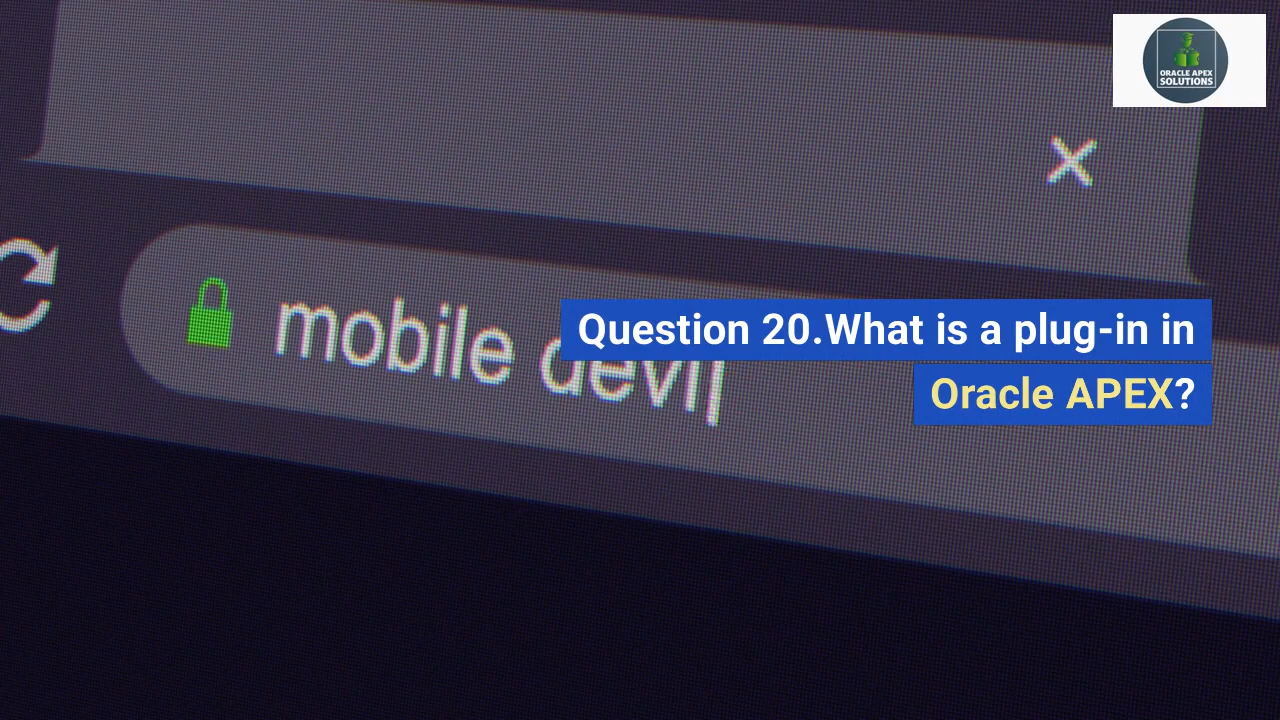 ORACLE APEX
SOLUTIONS
mobile devi
Question 20.What is a plug-in in
Oracle APEX?